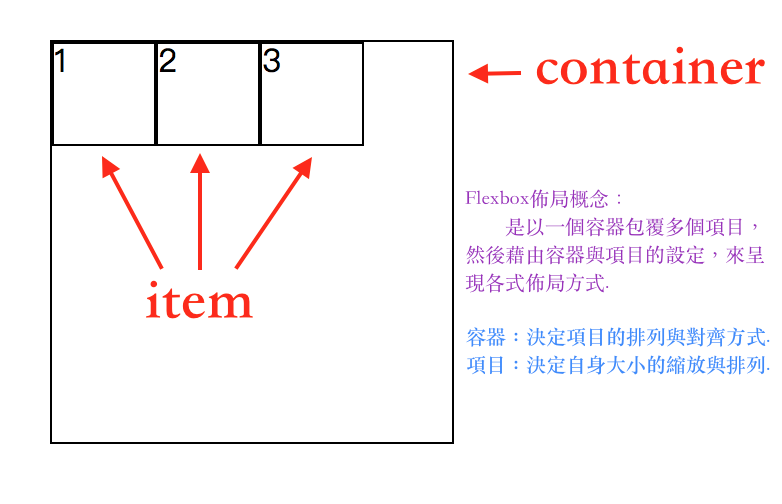 1 2 3
container
item
Flexbox佈局概念：
是以一個容器包覆多個項目，
然後藉由容器與項目的設定，來呈
現各式佈局方式.
容器：決定項目的排列與對齊方式.
項目：決定自身大小的縮放與排列.